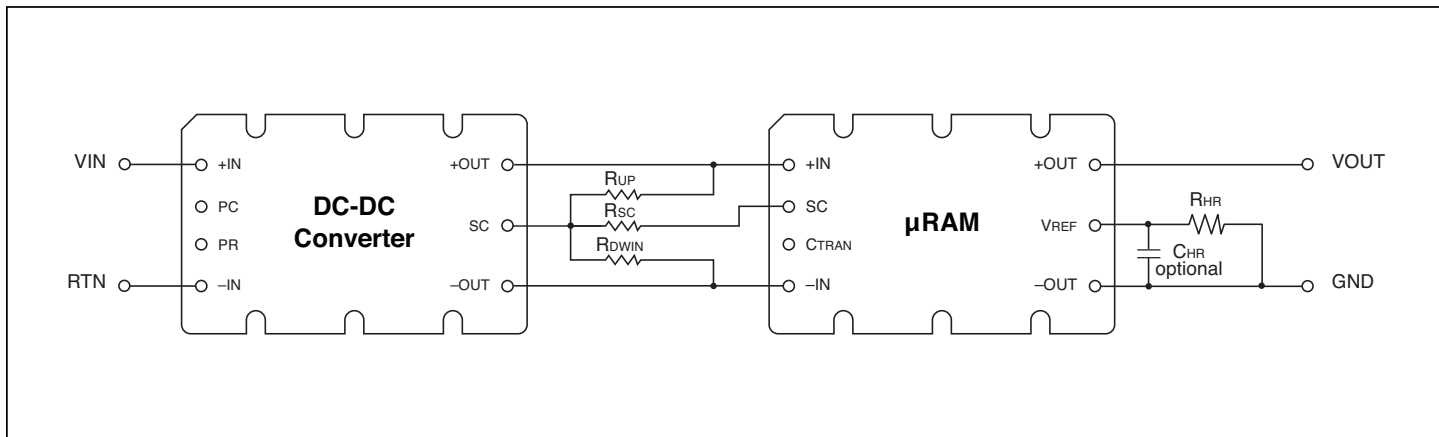 VIN
RTN
+IN
PC
PR
–IN
DC-DC
Converter
+OUT
SC
–OUT
RUP
RSC
RDWIN
+IN
SC
CTRAN
–IN
µRAM
+OUT
VREF
–OUT
RHR
CHR
optional
VOUT
GND